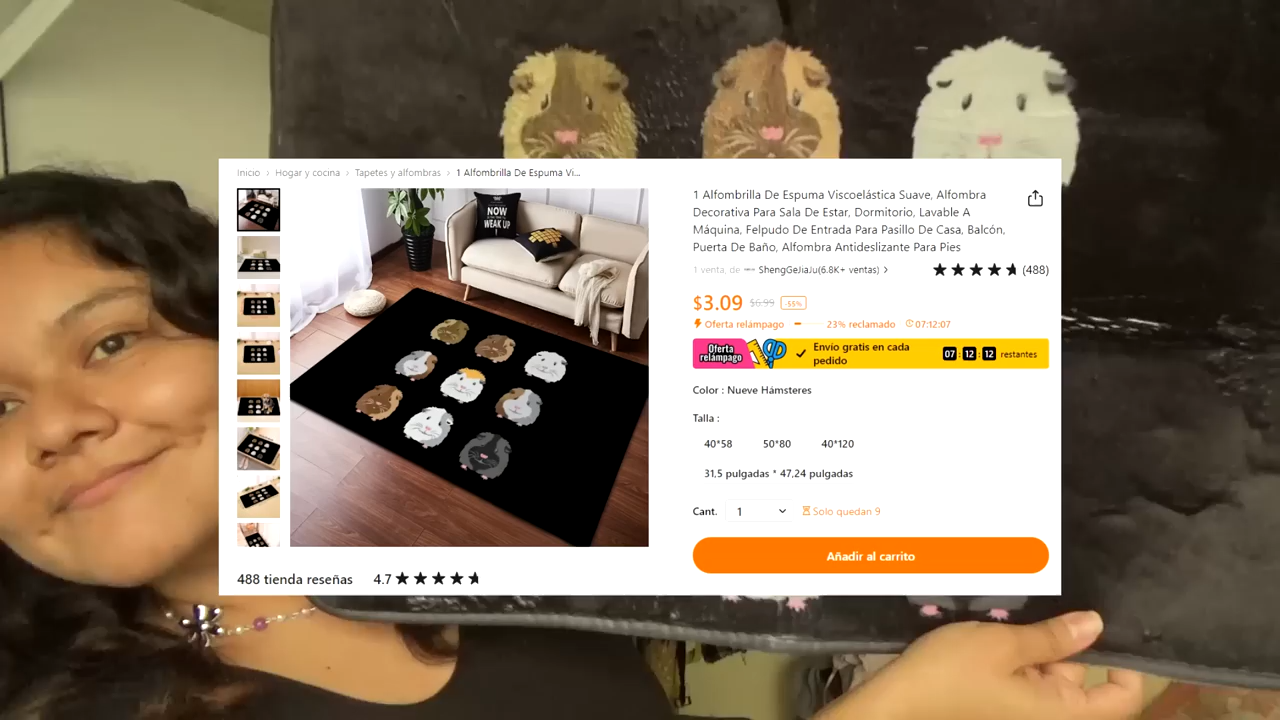 Inicio > Hogar y cocina > Tapetes y alfombras > 1 Alfombrilla De Espuma Vi...
NOW
WEAK UP
1 Alfombrilla De Espuma Viscoelástica Suave, Alfombra
Decorativa Para Sala De Estar, Dormitorio, Lavable A
Máquina, Felpudo De Entrada Para Pasillo De Casa, Balcón,
Puerta De Baño, Alfombra Antideslizante Para Pies
1 venta, de ShengGeJiaJu(6.8K+ ventas) >
(488)
$3.09 $6.99 -55%
Oferta relámpago 23% reclamado 07:12:07
Oferta
relámpago
Envío gratis en cada
pedido
07 : 12 : 12 restantes
Color : Nueve Hámsteres
Talla :
40*58 50*80 40*120
31,5 pulgadas * 47,24 pulgadas
Cant. 1 Solo quedan 9
Añadir al carrito
488 tienda reseñas 4.7